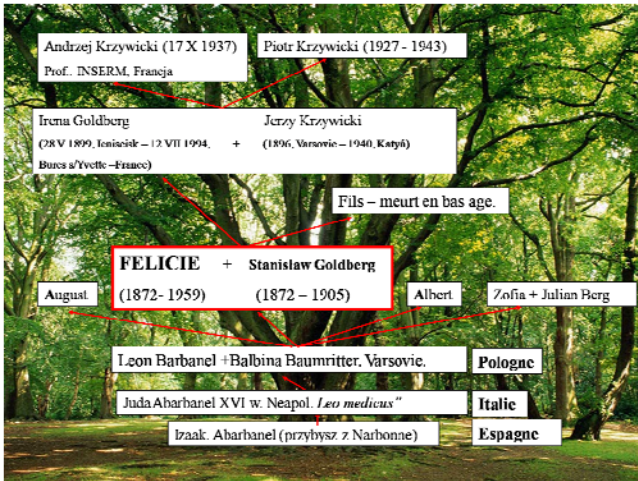 Andrzej Krzywicki (17 X 1937)
Prof.. INSERM, Francja
Piotr Krzywicki (1927 - 1943)
Irena Goldberg
(28 V 1899, Ieniscisk – 12 VII 1994,
Bures s/Yvette –France)
+
Jerzy Krzywicki
(1896, Varsovie – 1940, Katyń)
Fils – meurt en bas age.
FELICIE + Stanisław Goldberg
(1872- 1959) (1872 – 1905)
August
Albert
Zofia + Julian Berg
Leon Barbanel +Balbina Baumritter, Varsovie.
Pologne
Juda Abarbanel XVI w. Neapol. Leo medicus”
Italie
Izaak. Abarbanel (przybysz z Narbonne)
Espagne